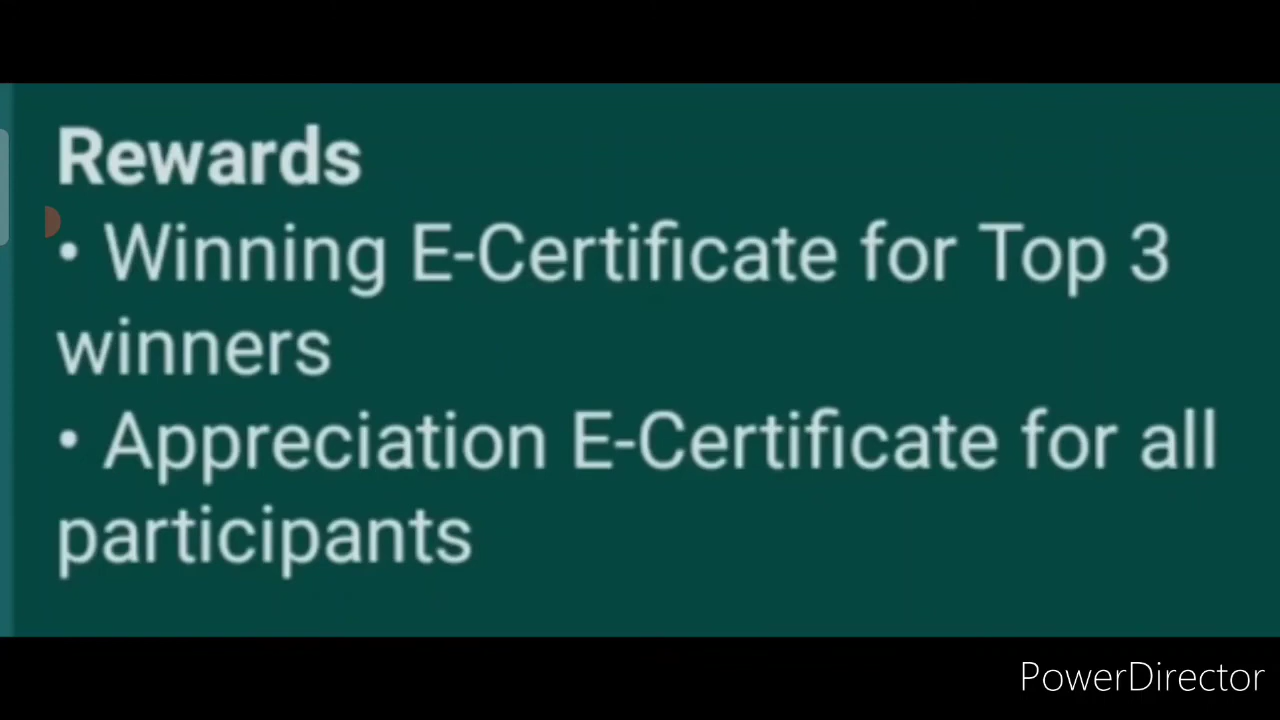 Rewards
• Winning E-Certificate for Top 3
winners
• Appreciation E-Certificate for all
participants
PowerDirector